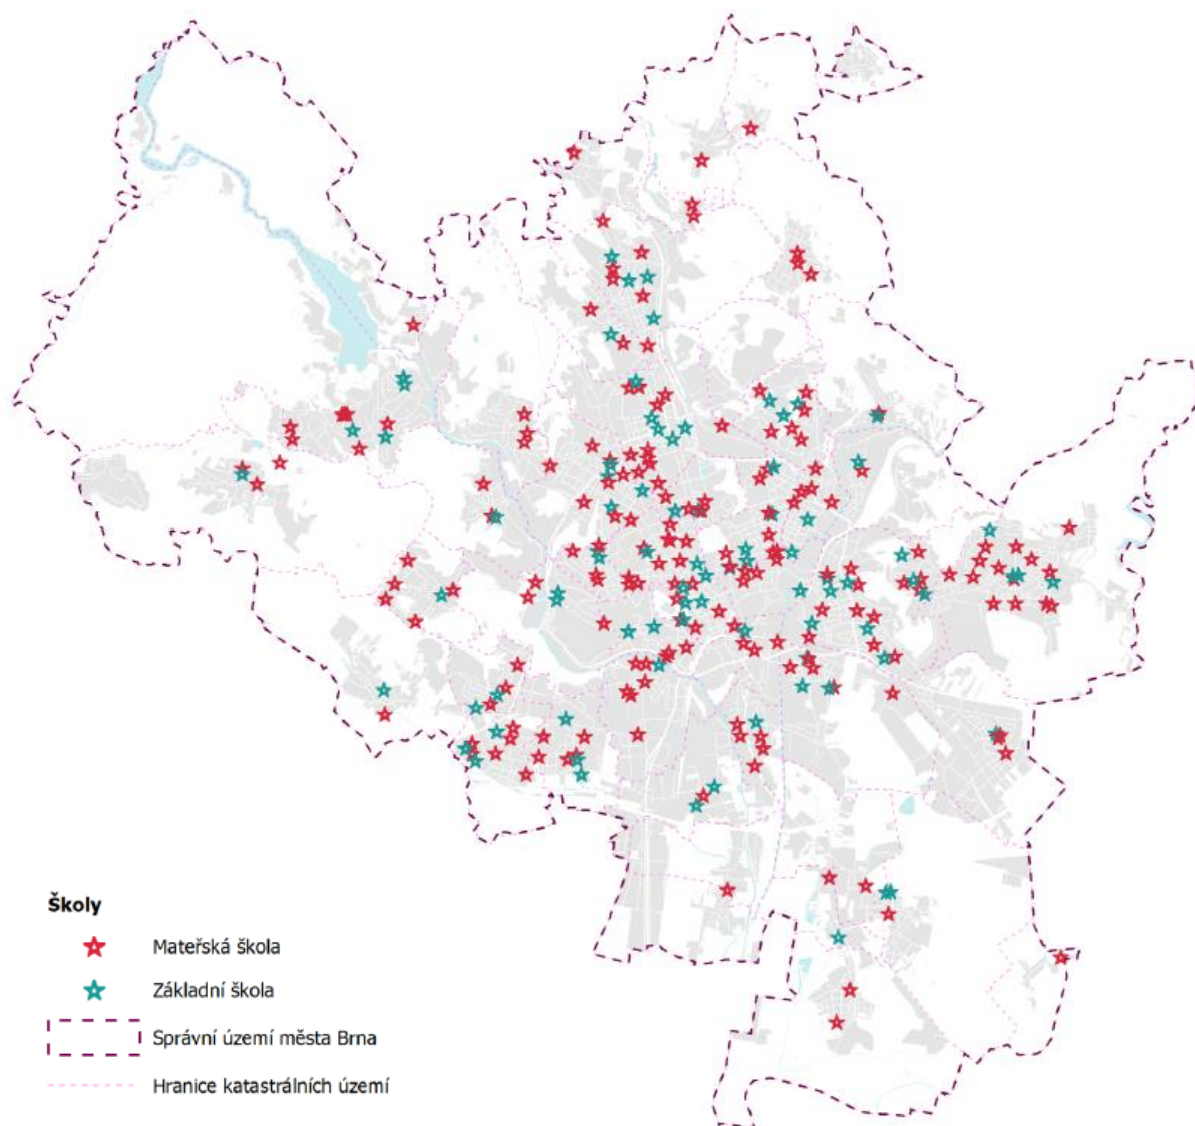 Školy
Mateřská škola
Základní škola
Správní území města Brna
Hranice katastrálních území